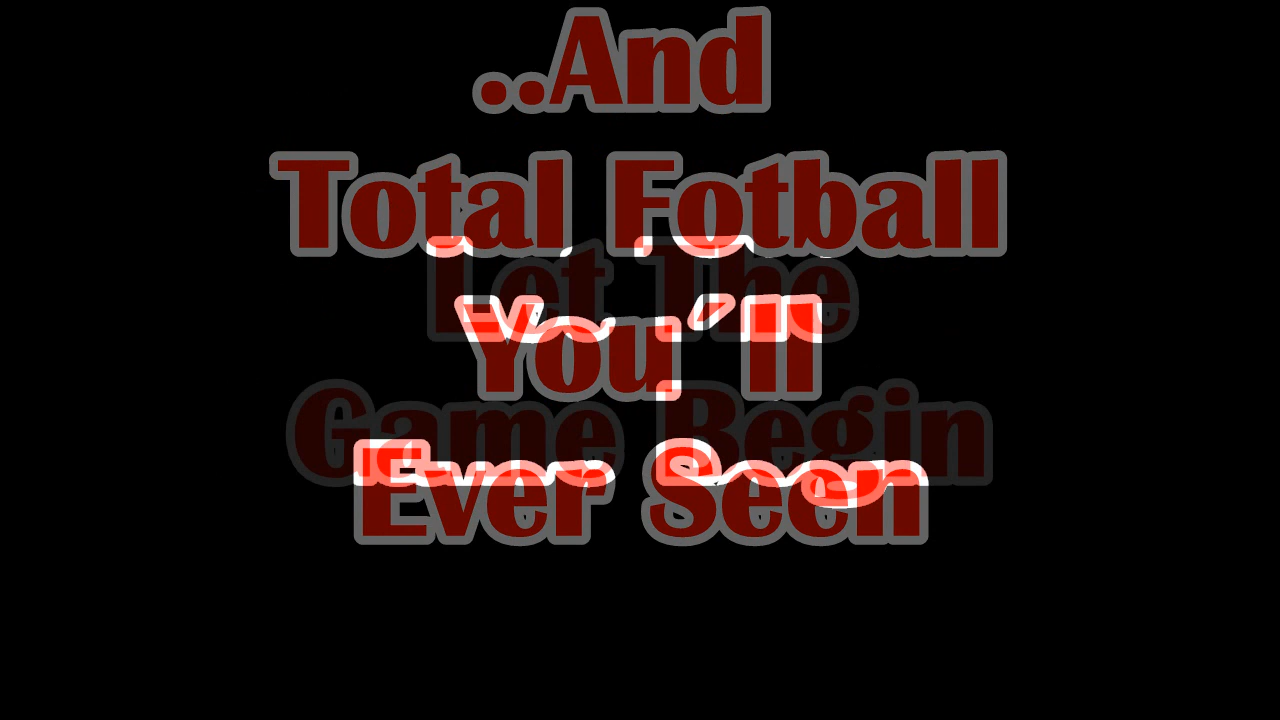 ..And
Total Fotball
Let The
You´ll
Game Begin
Ever Seen